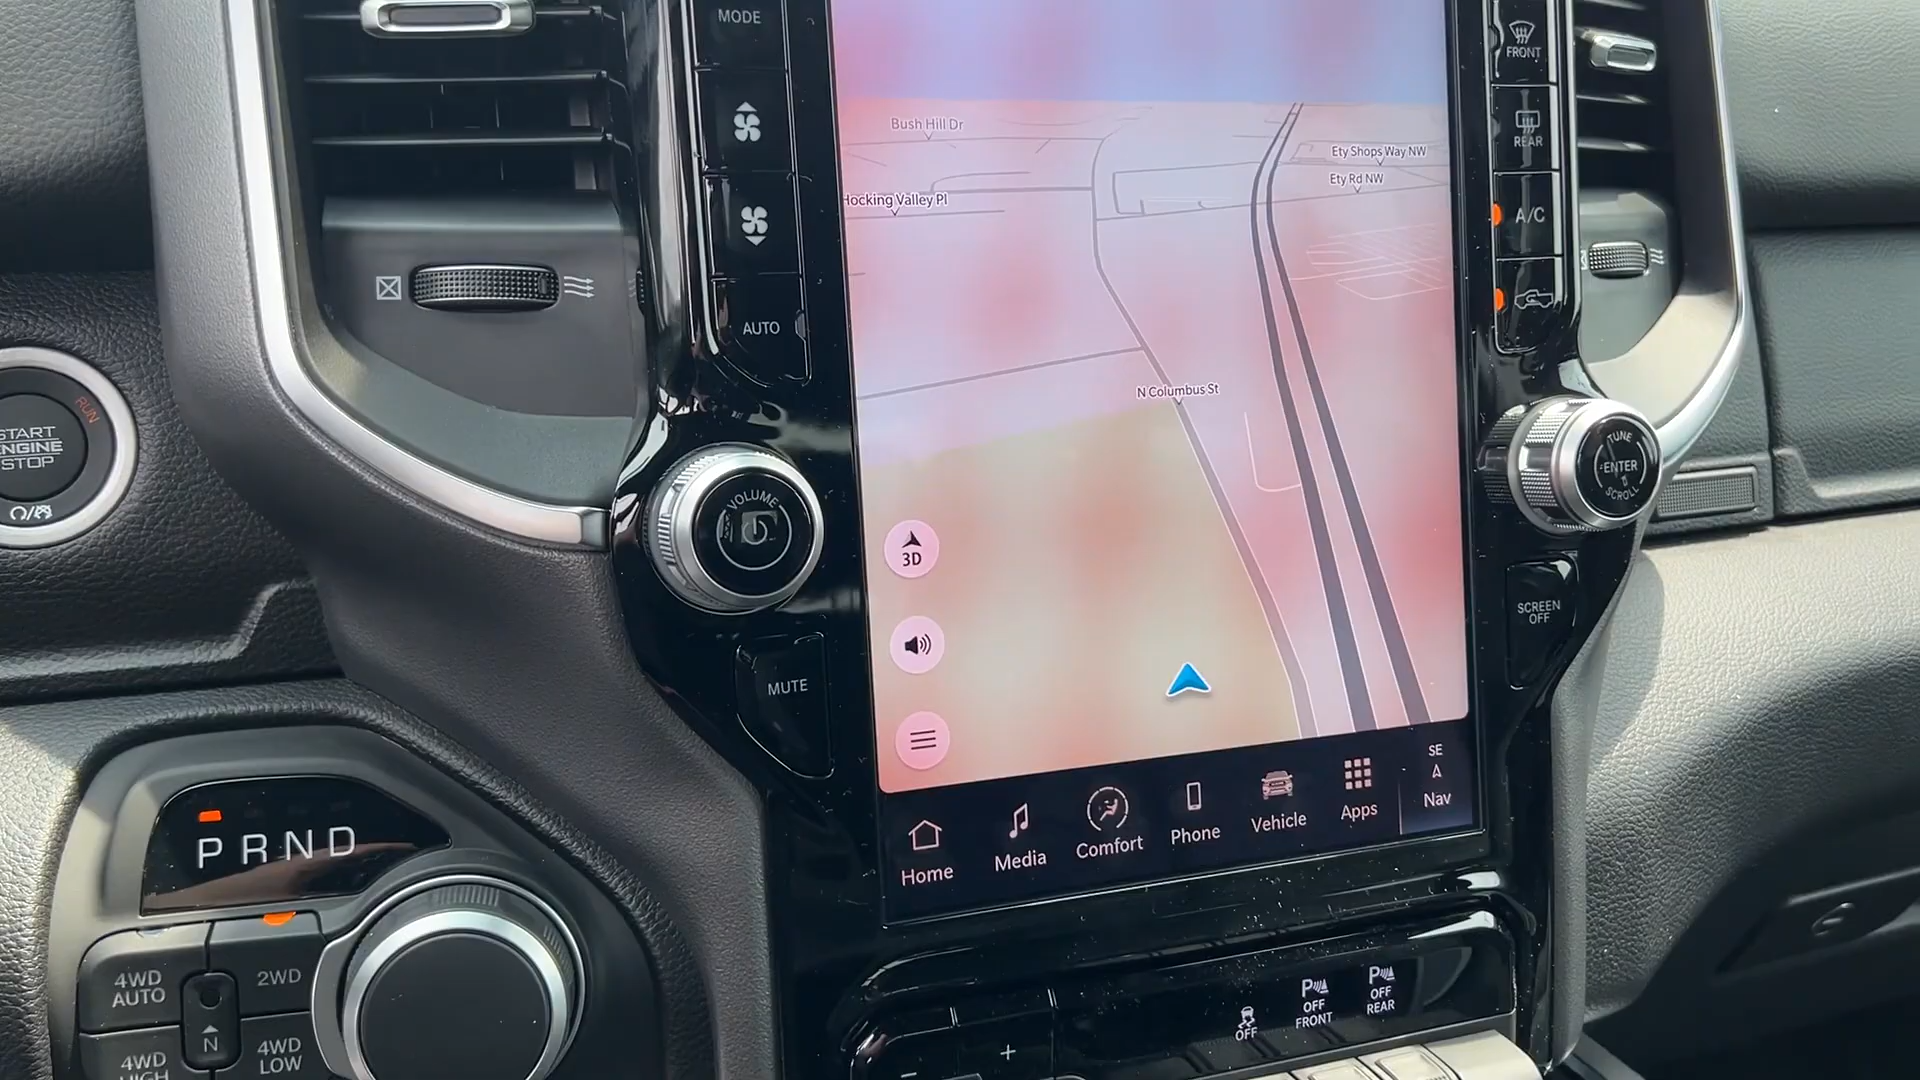 MODE
FRONT
Bush Hill Dr
REAR
Ety Shops Way NW
Ety Rd NW
Hocking Valley Pl
A/C
AUTO
N Columbus St
RUN
START
ENGINE
STOP
TUNE
ENTER
SCROLL
VOLUME
3D
SCREEN
OFF
MUTE
SE
Nav
Home
Media
Comfort
Phone
Vehicle
Apps
P R N D
4WD
AUTO
2WD
N
4WD
HIGH
4WD
LOW
OFF
P
OFF
FRONT
P
OFF
REAR
+
-